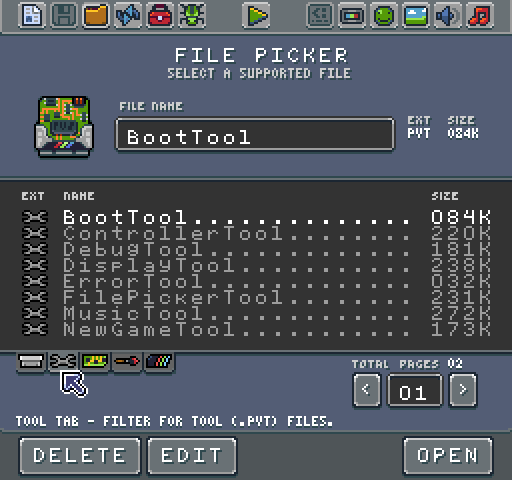 FILE PICKER
SELECT A SUPPORTED FILE
FILE NAME
EXT SIZE
BootTool
PVT 084K
EXT NAME SIZE
BootTool.............. 084K
ControllerTool........ 220K
DebugTool............. 181K
DisplayTool........... 238K
ErrorTool............. 032K
FilePickerTool........ 231K
MusicTool............. 272K
NewGameTool........... 173K
TOTAL PAGES 02
< 01 >
TOOL TAB - FILTER FOR TOOL (.PVT) FILES.
DELETE EDIT OPEN